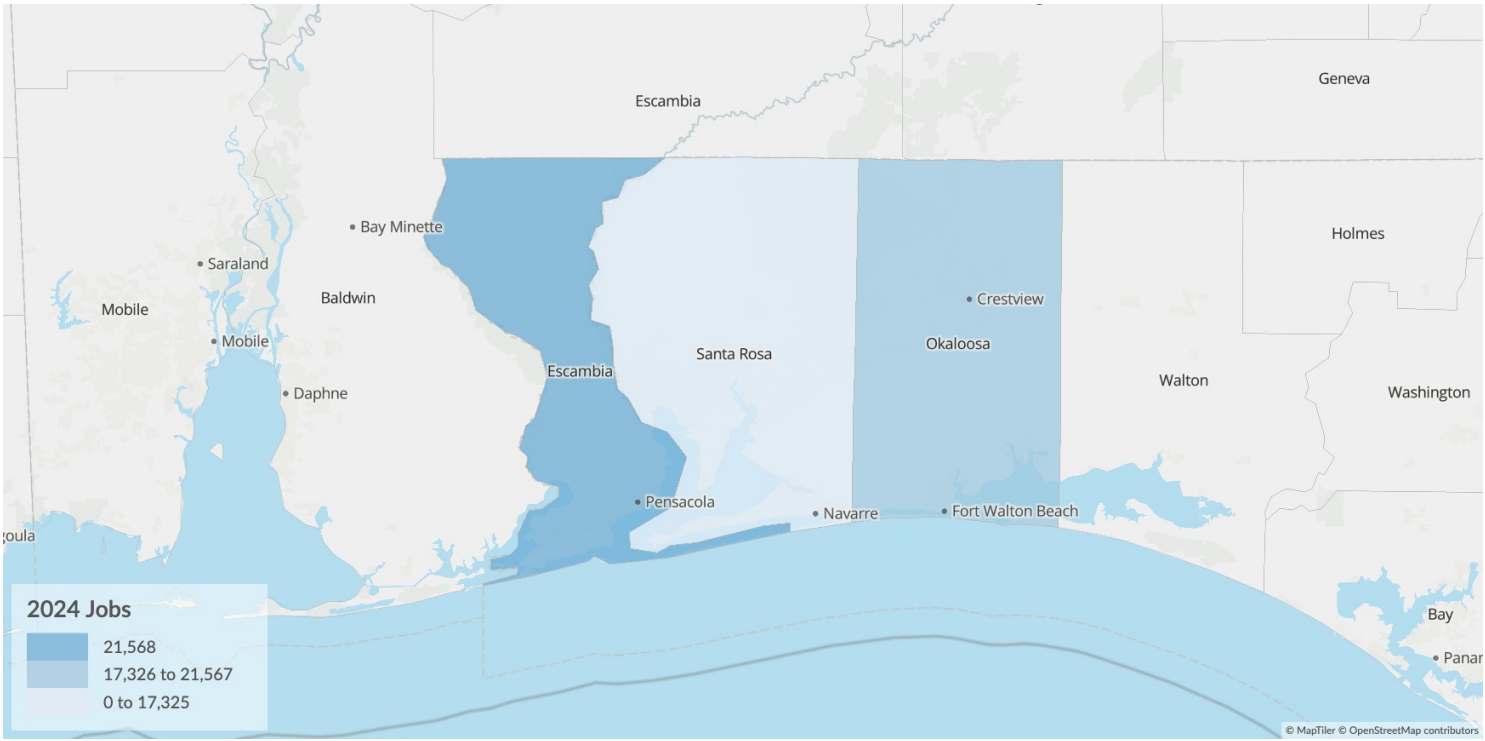 Geneva
Escambia
Bay Minette
Holmes
Saraland
Baldwin
Crestview
Mobile
Mobile
Okaloosa
Santa Rosa
Escambia
Walton
Daphne
Washington
Pensacola
Navarre
Fort Walton Beach
goula
2024 Jobs
21,568
17,326 to 21,567
0 to 17,325
Bay
Panar
© MapTiler © OpenStreetMap contributors